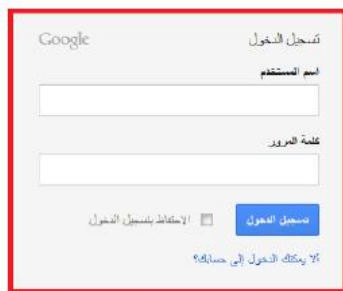 تسجيل الدخول Google
اسم المستخدم
كلمة المرور
تسجيل الدخول الاحتفاظ بتسجيل الدخول
ألا يمكنك الدخول إلى حسابك؟